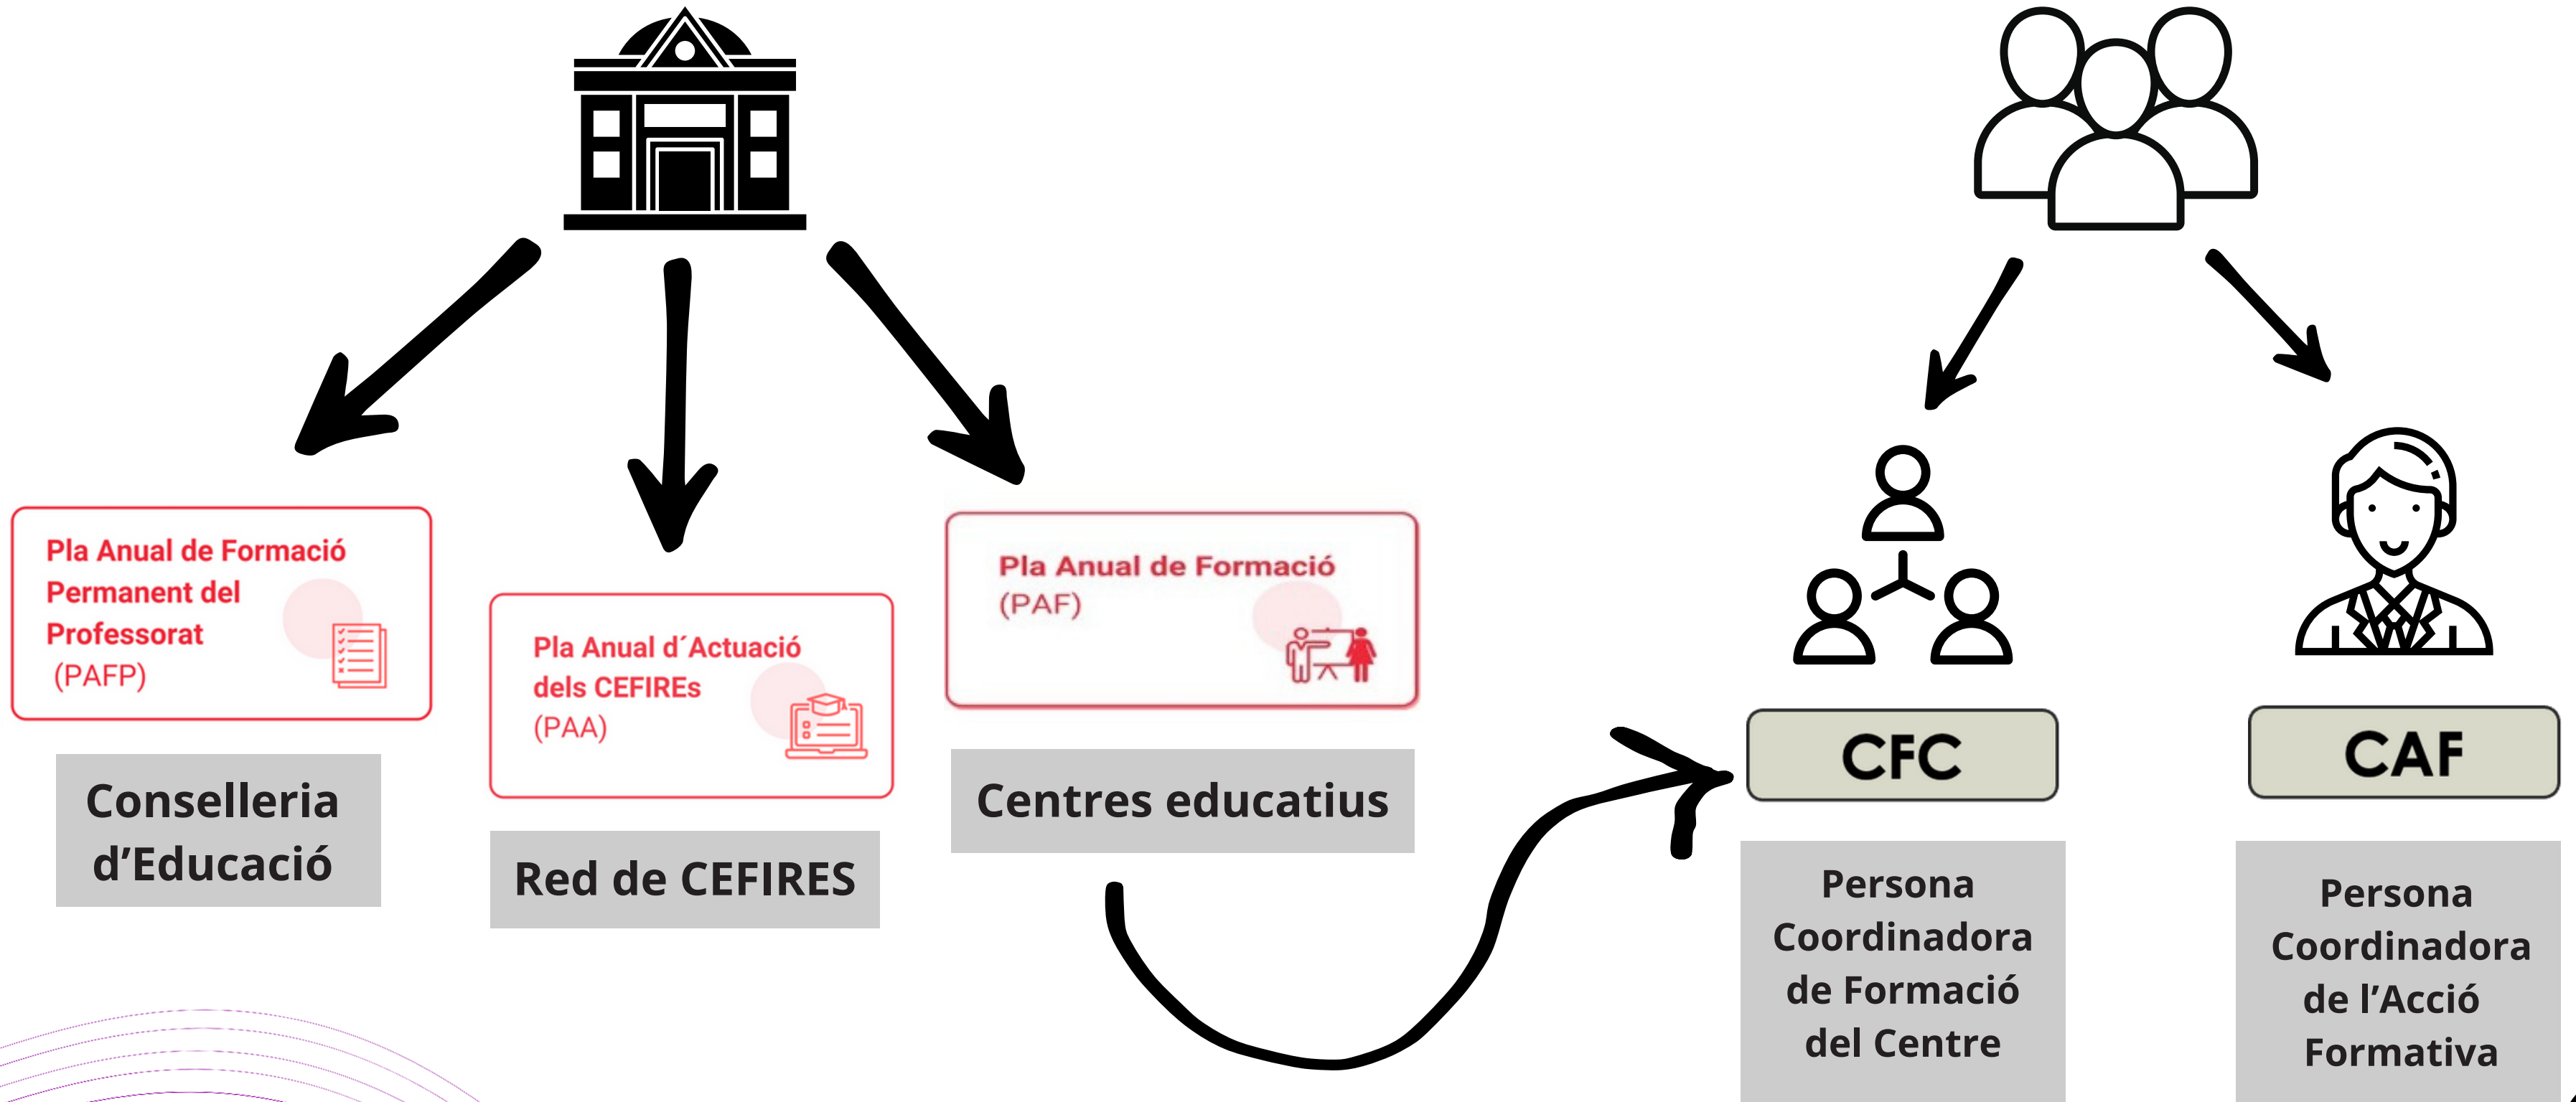 Pla Anual de Formació
Permanent del
Professorat
(PAFP)
Conselleria
d’Educació
Pla Anual d´Actuació
dels CEFIREs
(PAA)
Red de CEFIRES
Pla Anual de Formació
(PAF)
Centres educatius
CFC
Persona
Coordinadora
de Formació
del Centre
CAF
Persona
Coordinadora
de l’Acció
Formativa